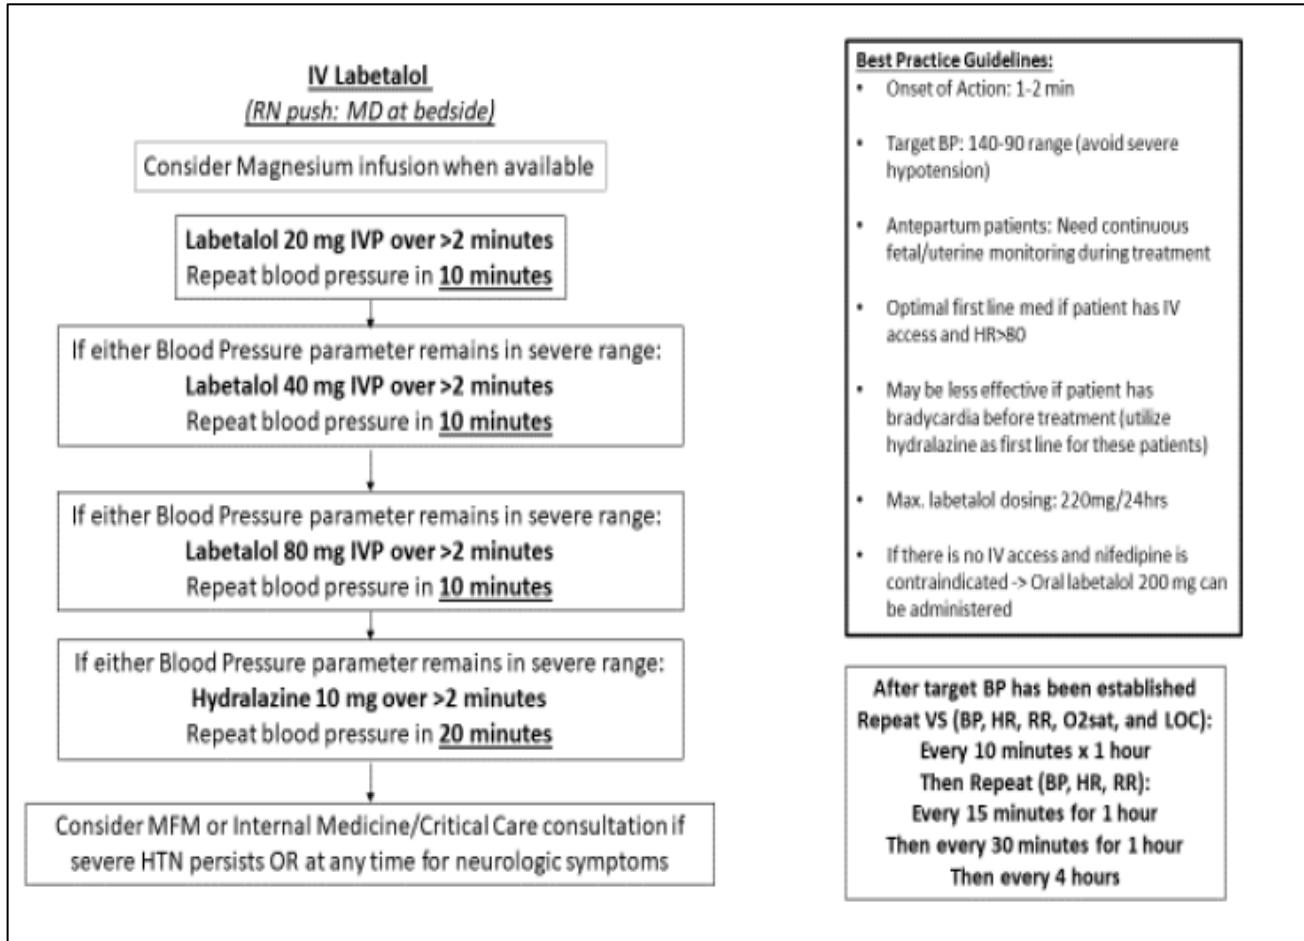 IV Labetalol
(RN push: MD at bedside)
Consider Magnesium infusion when available
Labetalol 20 mg IVP over >2 minutes
Repeat blood pressure in 10 minutes
If either Blood Pressure parameter remains in severe range:
Labetalol 40 mg IVP over >2 minutes
Repeat blood pressure in 10 minutes
If either Blood Pressure parameter remains in severe range:
Labetalol 80 mg IVP over >2 minutes
Repeat blood pressure in 10 minutes
If either Blood Pressure parameter remains in severe range:
Hydralazine 10 mg over >2 minutes
Repeat blood pressure in 20 minutes
Consider MFM or Internal Medicine/Critical Care consultation if
severe HTN persists OR at any time for neurologic symptoms
Best Practice Guidelines:
• Onset of Action: 1-2 min
• Target BP: 140-90 range (avoid severe
hypotension)
• Antepartum patients: Need continuous
fetal/uterine monitoring during treatment
• Optimal first line med if patient has IV
access and HR>80
• May be less effective if patient has
bradycardia before treatment (utilize
hydralazine as first line for these patients)
• Max. labetalol dosing: 220mg/24hrs
• If there is no IV access and nifedipine is
contraindicated -> Oral labetalol 200 mg can
be administered
After target BP has been established
Repeat VS (BP, HR, RR, O2sat, and LOC):
Every 10 minutes x 1 hour
Then Repeat (BP, HR, RR):
Every 15 minutes for 1 hour
Then every 30 minutes for 1 hour
Then every 4 hours